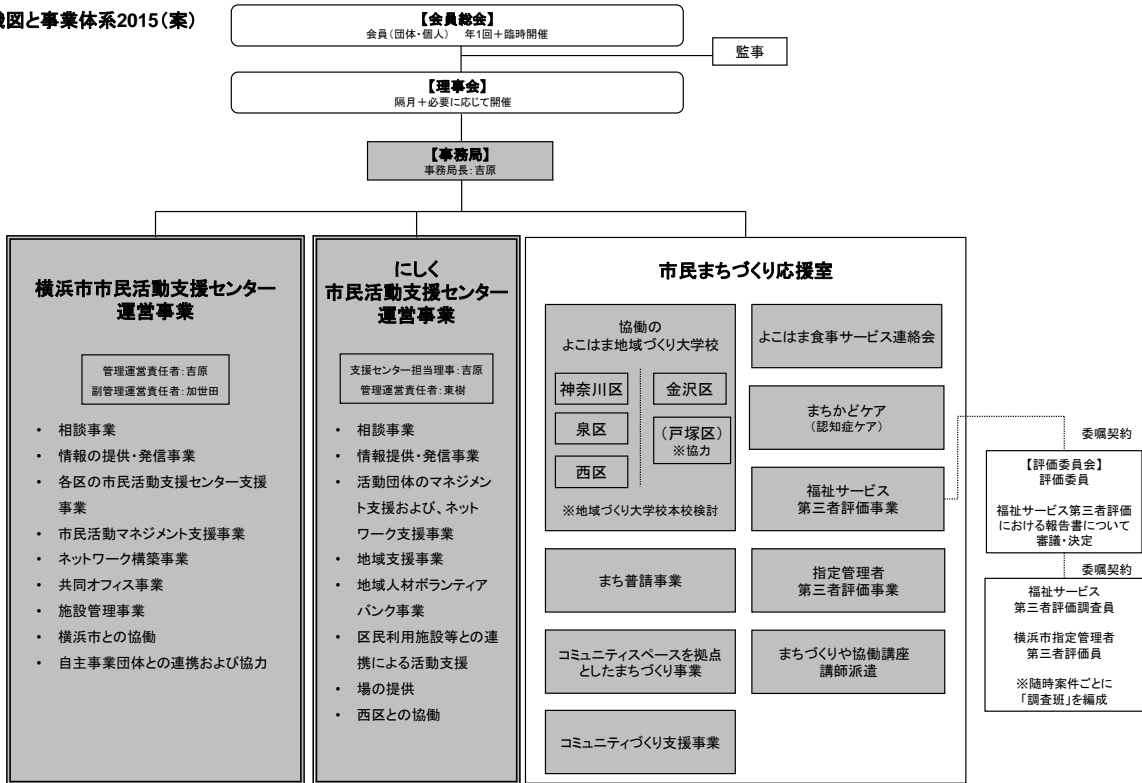 図と事業体系2015(案)
【会員総会】
会員(団体・個人) 年1回+臨時開催
監事
【理事会】
隔月+必要に応じて開催
【事務局】
事務局長:吉原
横浜市市民活動支援センター
運営事業
管理運営責任者:吉原
副管理運営責任者:加世田
・ 相談事業
・ 情報の提供・発信事業
・ 各区の市民活動支援センター支援
事業
・ 市民活動マネジメント支援事業
・ ネットワーク構築事業
・ 共同オフィス事業
・ 施設管理事業
・ 横浜市との協働
・ 自主事業団体との連携および協力
にしく
市民活動支援センター
運営事業
支援センター担当理事:吉原
管理運営責任者:東樹
・ 相談事業
・ 情報提供・発信事業
・ 活動団体のマネジメン
ト支援および、ネット
ワーク支援事業
・ 地域支援事業
・ 地域人材ボランティア
バンク事業
・ 区民利用施設等との連
携による活動支援
・ 場の提供
・ 西区との協働
市民まちづくり応援室
協働の
よこはま地域づくり大学校
神奈川区
泉区
西区
金沢区
(戸塚区)
※協力
※地域づくり大学校本校検討
まち普請事業
コミュニティスペースを拠点
としたまちづくり事業
コミュニティづくり支援事業
よこはま食事サービス連絡会
まちかどケア
(認知症ケア)
福祉サービス
第三者評価事業
指定管理者
第三者評価事業
まちづくりや協働講座
講師派遣
委嘱契約
【評価委員会】
評価委員
福祉サービス第三者評価
における報告書について
審議・決定
委嘱契約
福祉サービス
第三者評価調査員
横浜市指定管理者
第三者評価員
※随時案件ごとに
「調査班」を編成